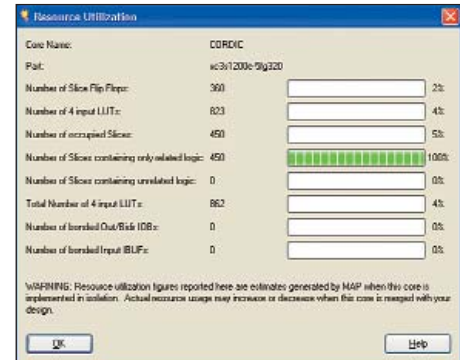 Resource Utilization
Core Name: CORDIC
Part: xc3s1200e-5fg320
Number of Slice Flip Flops: 360 2%
Number of 4 input LUTs: 823 4%
Number of occupied Slices: 450 5%
Number of Slices containing only related logic: 450 100%
Number of Slices containing unrelated logic: 0 0%
Total Number of 4 input LUTs: 862 4%
Number of bonded Out/Bidir IOBs: 0 0%
Number of bonded Input IBUFs: 0 0%
WARNING: Resource utilization figures reported here are estimates generated by MAP when this core is
implemented in isolation. Actual resource usage may increase or decrease when this core is merged with your
design.
OK Help